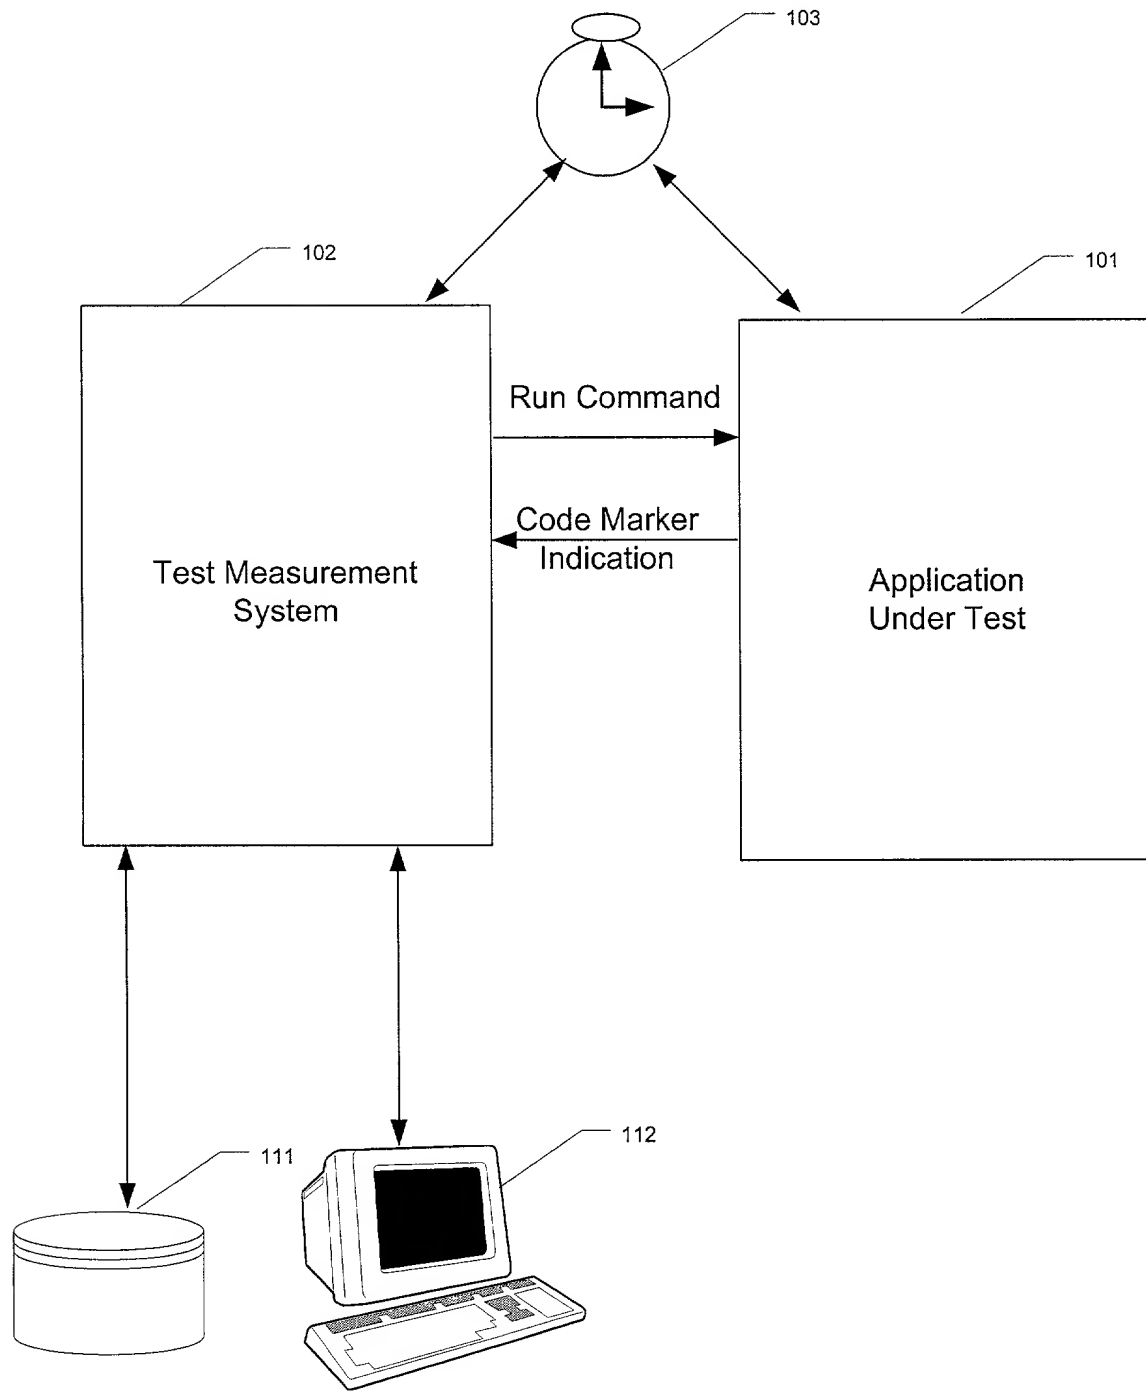 103
102
101
Run Command
Code Marker
Indication
Test Measurement
System
Application
Under Test
111
112